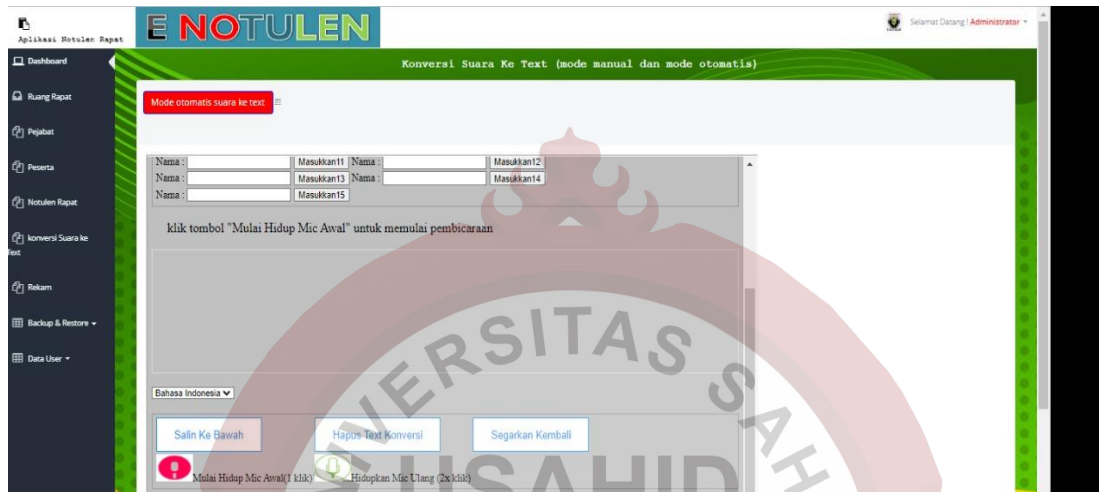 Aplikasi Notulen Rapat
E NOTULEN
Selamat Datang ! Administrator
Dashboard
Konversi Suara Ke Text (mode manual dan mode otomatis)
Ruang Rapat
Mode otomatis suara ke text !!!
Pejabat
Peserta
Notulen Rapat
konversi Suara ke
Text
Rekam
Backup & Restore
Data User
Nama : Masukkan11 Nama : Masukkan12
Nama : Masukkan13 Nama : Masukkan14
Nama : Masukkan15
klik tombol "Mulai Hidup Mic Awal" untuk memulai pembicaraan
Bahasa Indonesia
Salin Ke Bawah Hapus Text Konversi Segarkan Kembali
Mulai Hidup Mic Awal(1 klik) Hidupkan Mic Ulang (2x klik)
VERSITAS SAH
USAHID